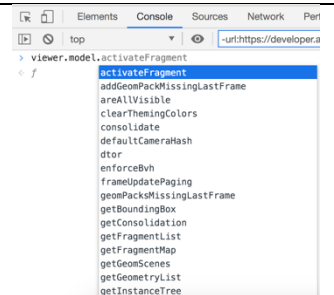 Elements Console Sources Network Perf
top -url:https://developer.a
> viewer.model.activateFragment
< f
activateFragment
addGeomPackMissingLastFrame
areAllVisible
clearThemingColors
consolidate
defaultCameraHash
dtor
enforceBvh
frameUpdatePaging
geomPacksMissingLastFrame
getBoundingBox
getConsolidation
getFragmentList
getFragmentMap
getGeomScenes
getGeometryList
getInstanceTree